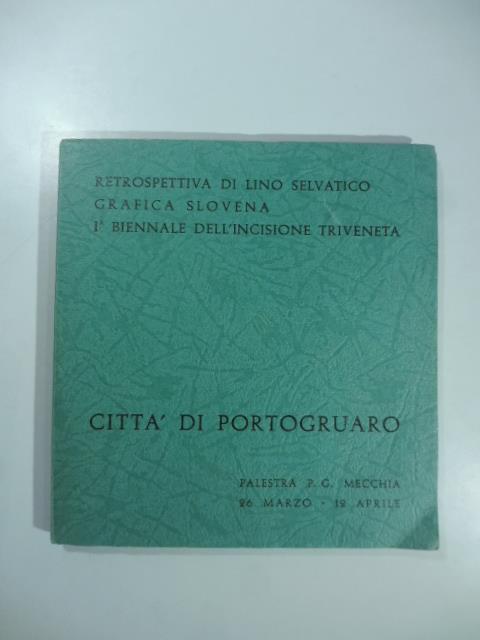 RETROSPETTIVA DI LINO SELVATICO
GRAFICA SLOVENA
Iª BIENNALE DELL'INCISIONE TRIVENETA
CITTA' DI PORTOGRUARO
PALESTRA P. G. MECCHIA
26 MARZO - 12 APRILE